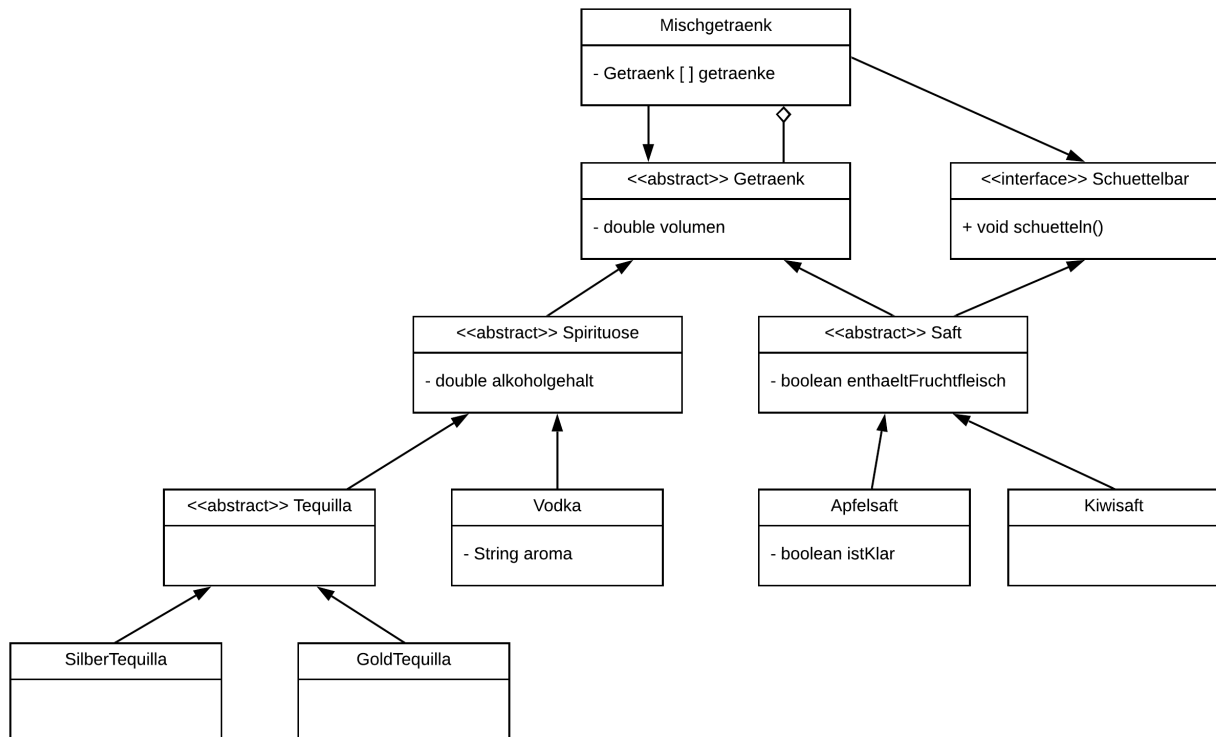 Mischgetraenk
- Getraenk [ ] getraenke
<<abstract>> Getraenk
- double volumen
<<interface>> Schuettelbar
+ void schuetteln()
<<abstract>> Spirituose
- double alkoholgehalt
<<abstract>> Saft
- boolean enthaeltFruchtfleisch
<<abstract>> Tequilla
Vodka
- String aroma
Apfelsaft
- boolean istKlar
Kiwisaft
SilberTequilla
GoldTequilla